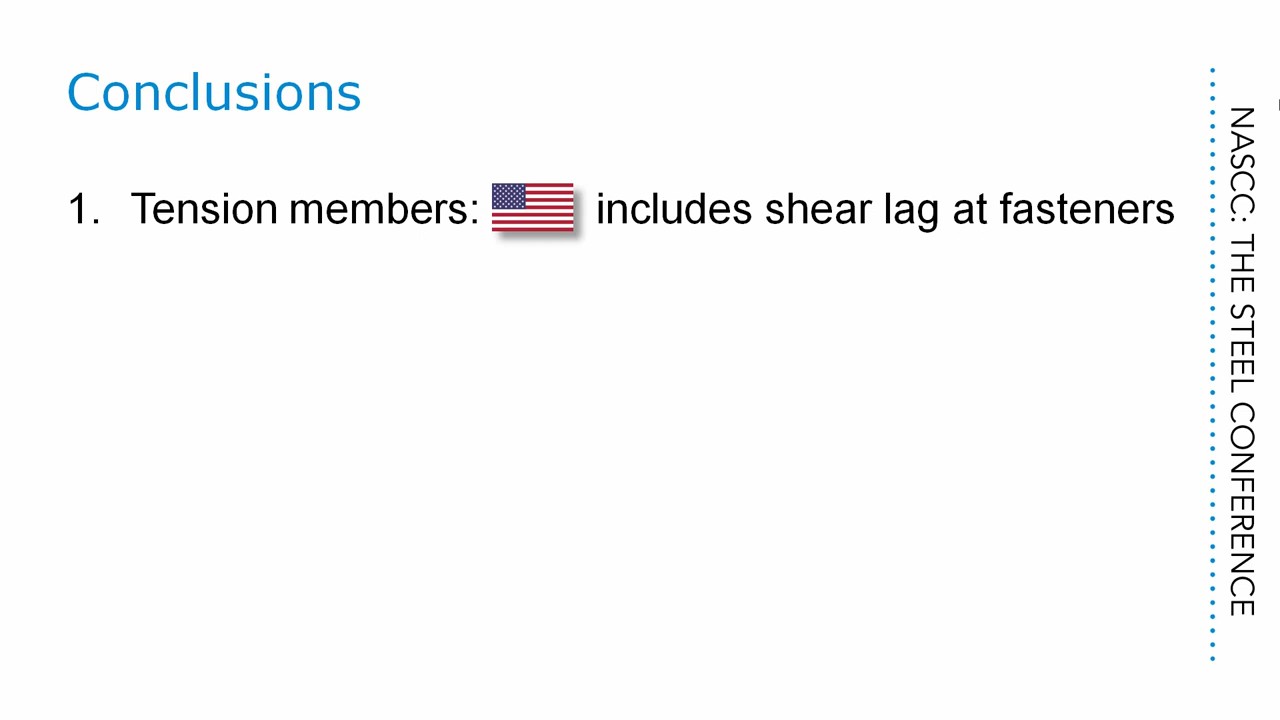 Conclusions
1. Tension members: includes shear lag at fasteners
NASCC: THE STEEL CONFERENCE